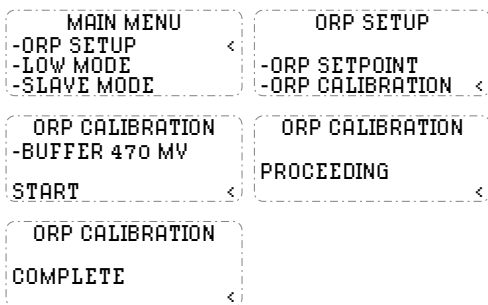 MAIN MENU
-ORP SETUP <
-LOW MODE
-SLAVE MODE
ORP SETUP
-ORP SETPOINT
-ORP CALIBRATION <
ORP CALIBRATION
-BUFFER 470 MV
START <
ORP CALIBRATION
PROCEEDING
<
ORP CALIBRATION
COMPLETE
<